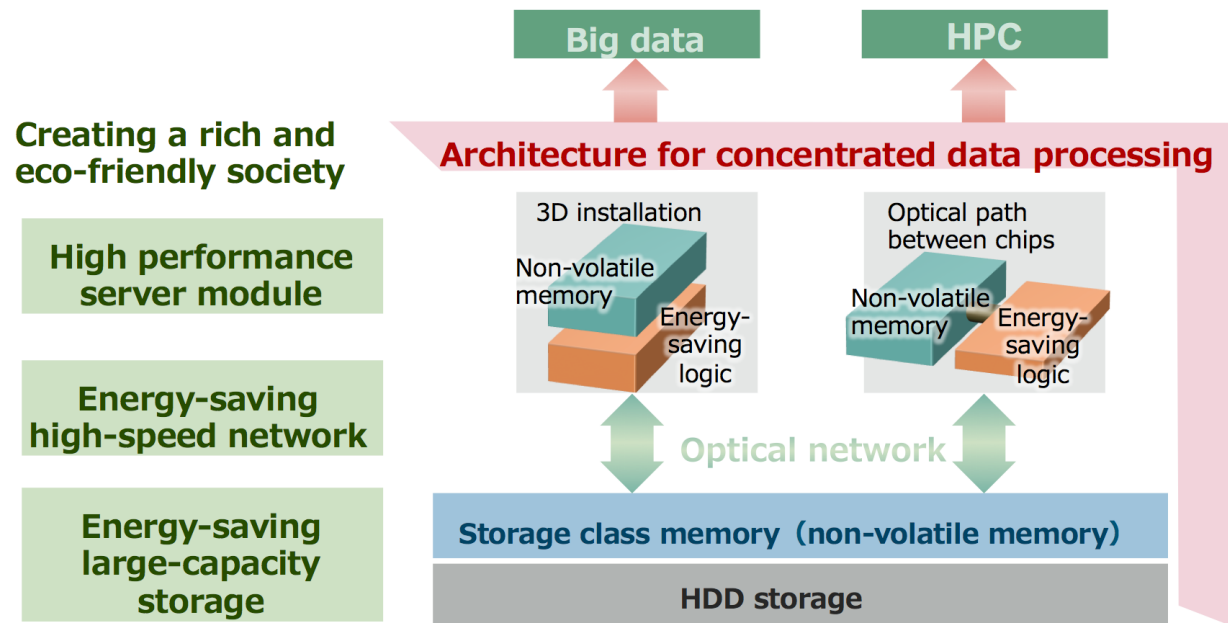 Big data
HPC
Creating a rich and
eco-friendly society
Architecture for concentrated data processing
High performance
server module
3D installation
Non-volatile
memory
Energy-
saving
logic
Optical path
between chips
Non-volatile
memory
Energy-
saving
logic
Energy-saving
high-speed network
Optical network
Energy-saving
large-capacity
storage
Storage class memory（non-volatile memory）
HDD storage